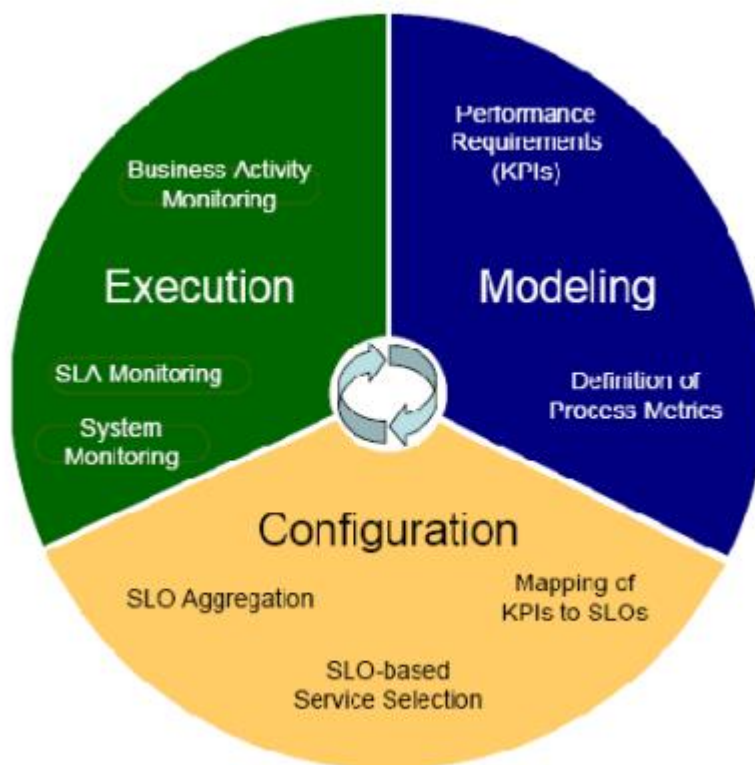 Performance
Requirements
(KPIs)
Business Activity
Monitoring
Execution
Modeling
SLA Monitoring
System
Monitoring
Definition of
Process Metrics
Configuration
SLO Aggregation
Mapping of
KPIs to SLOs
SLO-based
Service Selection